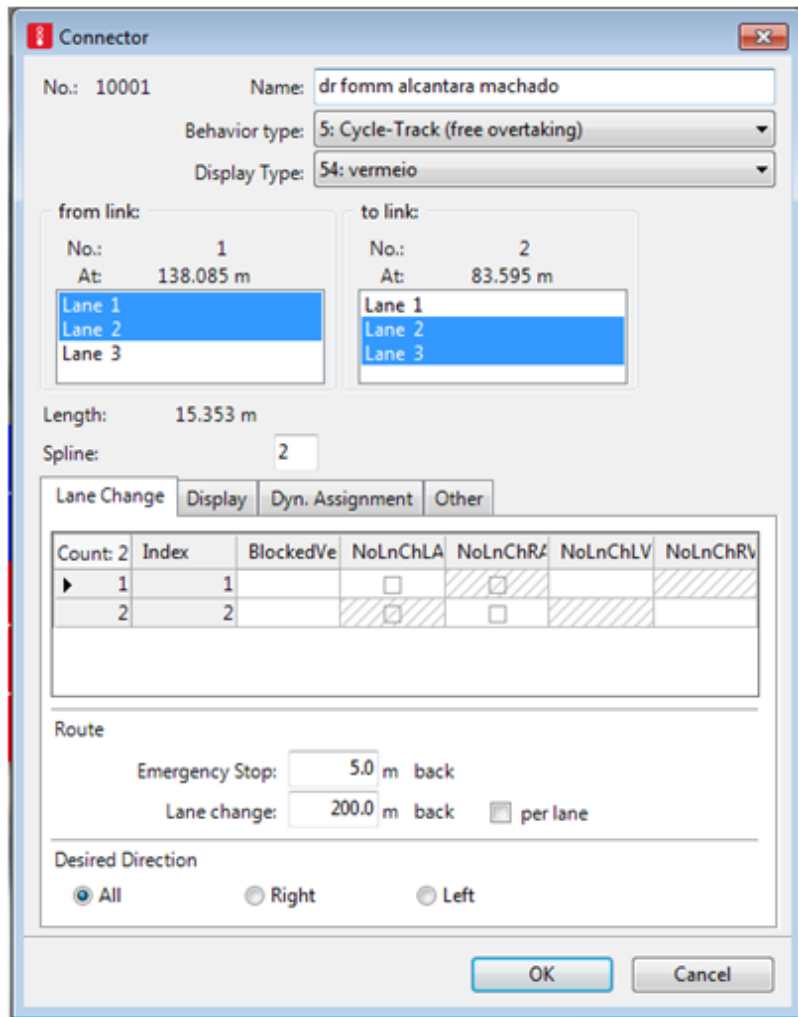 Connector
No.: 10001 Name: dr fomm alcantara machado
Behavior type: 5: Cycle-Track (free overtaking)
Display Type: 54: vermeio
from link: to link:
No.: 1 No.: 2
At: 138.085 m At: 83.595 m
Lane 1 Lane 1
Lane 2 Lane 2
Lane 3 Lane 3
Length: 15.353 m
Spline: 2
Lane Change Display Dyn. Assignment Other
Count: 2 Index BlockedVe NoLnChLA NoLnChRA NoLnChLV NoLnChRV
1 1
2 2
Route
Emergency Stop: 5.0 m back
Lane change: 200.0 m back per lane
Desired Direction
All Right Left
OK Cancel